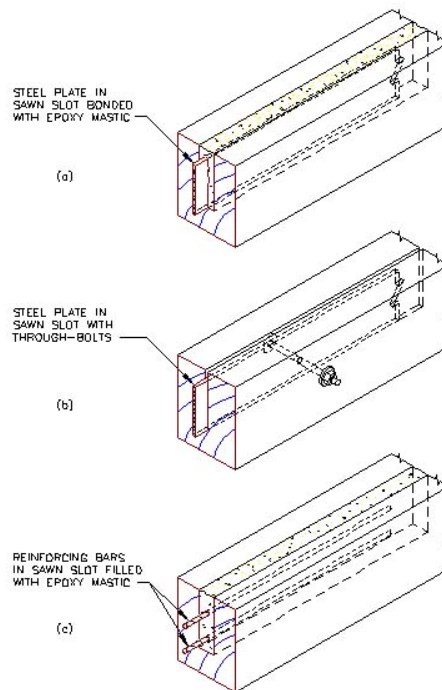 STEEL PLATE IN
SAWN SLOT BONDED
WITH EPOXY MASTIC
(a)
STEEL PLATE IN
SAWN SLOT WITH
THROUGH-BOLTS
(b)
REINFORCING BARS
IN SAWN SLOT FILLED
WITH EPOXY MASTIC
(c)